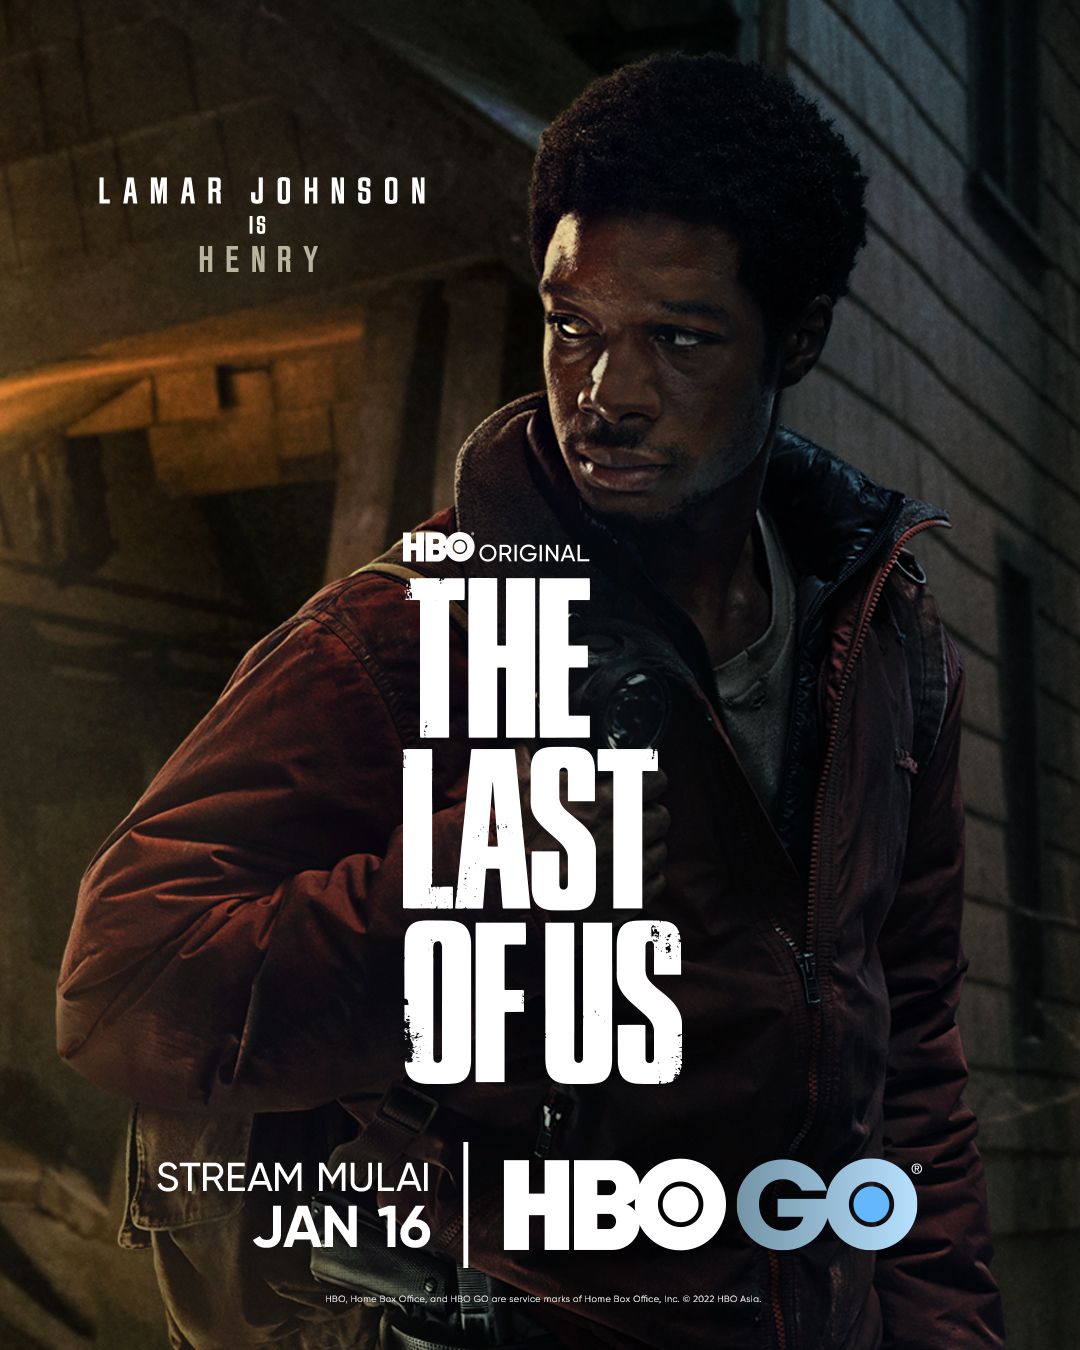 LAMAR JOHNSON
IS
HENRY
HBO ORIGINAL
THE
LAST
OF US
STREAM MULAI
JAN 16
HBO GO®
HBO, Home Box Office, and HBO GO are service marks of Home Box Office, Inc. © 2022 HBO Asia.